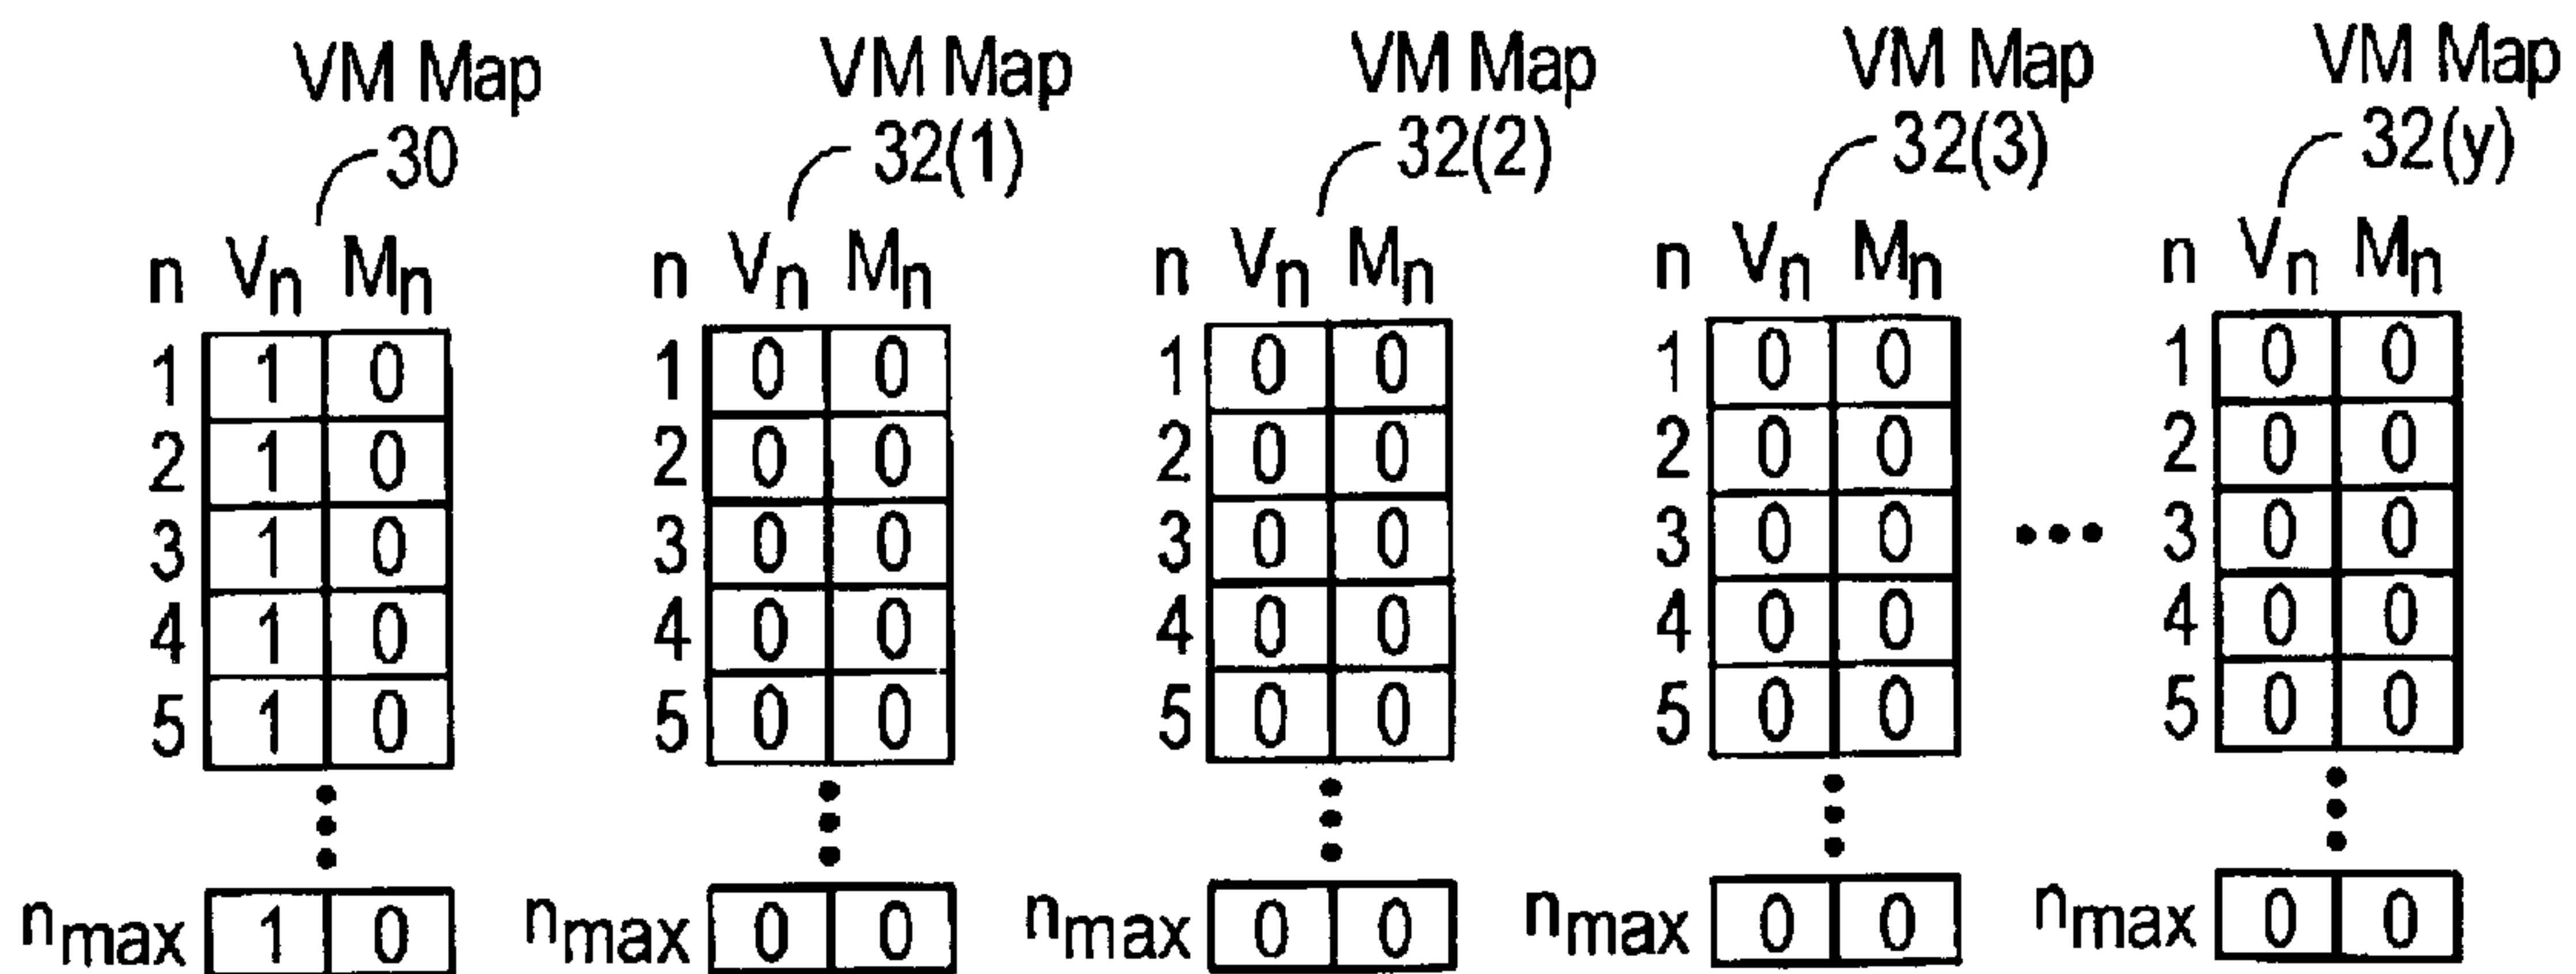 VM Map VM Map VM Map VM Map VM Map
30 32(1) 32(2) 32(3) 32(y)
n Vn Mn n Vn Mn n Vn Mn n Vn Mn n Vn Mn
1 1 0 1 0 0 1 0 0 1 0 0 1 0 0
2 1 0 2 0 0 2 0 0 2 0 0 2 0 0
3 1 0 3 0 0 3 0 0 3 0 0 ••• 3 0 0
4 1 0 4 0 0 4 0 0 4 0 0 4 0 0
5 1 0 5 0 0 5 0 0 5 0 0 5 0 0
nmax 1 0 nmax 0 0 nmax 0 0 nmax 0 0 nmax 0 0